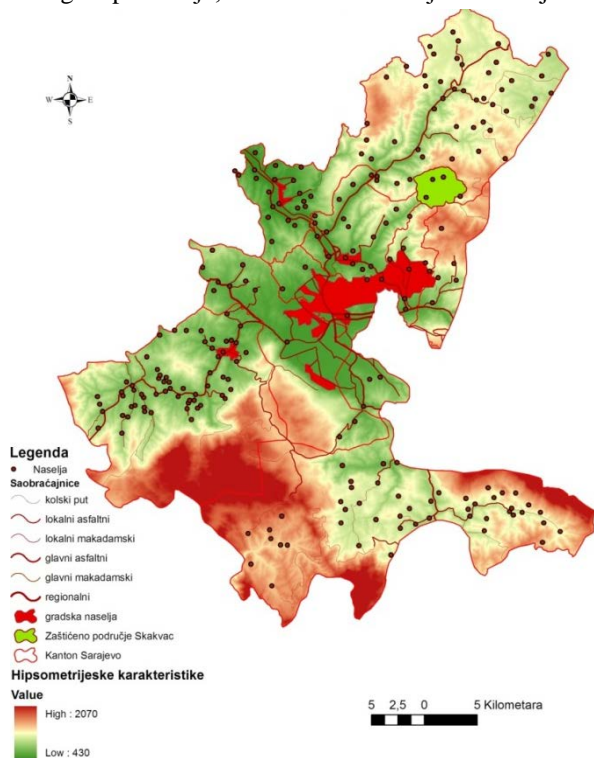 N
W E
S
Legenda
Naselja
Saobraćajnice
kolski put
lokalni asfaltni
lokalni makadamski
glavni asfaltni
glavni makadamski
regionalni
gradska naselja
Zaštićeno područje Skakvac
Kanton Sarajevo
Hipsometrijeske karakteristike
Value
High : 2070
Low : 430
5 2,5 0 5 Kilometara